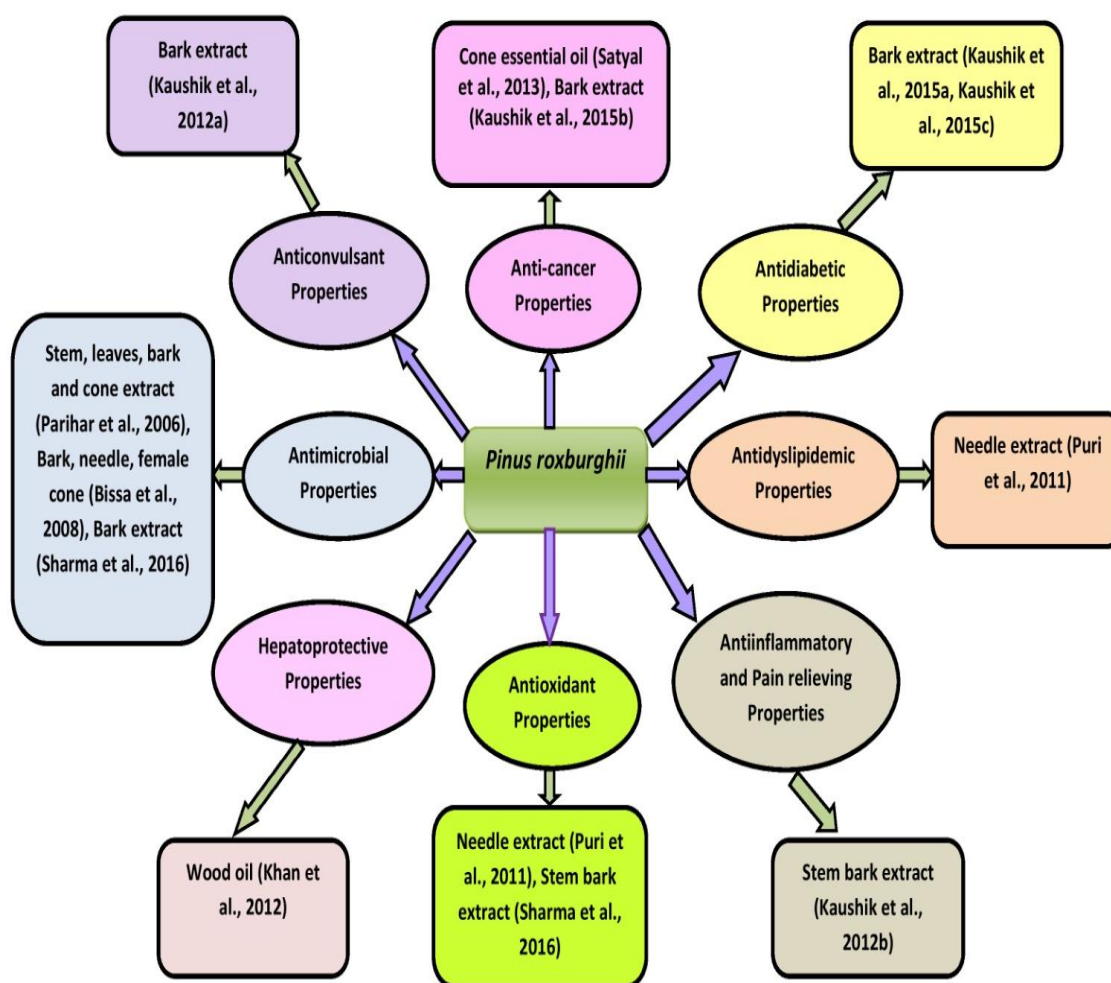 Bark extract
(Kaushik et al.,
2012a)
Cone essential oil (Satyal
et al., 2013), Bark extract
(Kaushik et al., 2015b)
Bark extract (Kaushik et
al., 2015a, Kaushik et
al., 2015c)
Anticonvulsant
Properties
Anti-cancer
Properties
Antidiabetic
Properties
Stem, leaves, bark
and cone extract
(Parihar et al., 2006),
Bark, needle, female
cone (Bissa et al.,
2008), Bark extract
(Sharma et al., 2016)
Antimicrobial
Properties
Pinus roxburghii
Antidyslipidemic
Properties
Needle extract (Puri
et al., 2011)
Hepatoprotective
Properties
Antioxidant
Properties
Antiinflammatory
and Pain relieving
Properties
Wood oil (Khan et
al., 2012)
Needle extract (Puri et
al., 2011), Stem bark
extract (Sharma et al.,
2016)
Stem bark extract
(Kaushik et al.,
2012b)